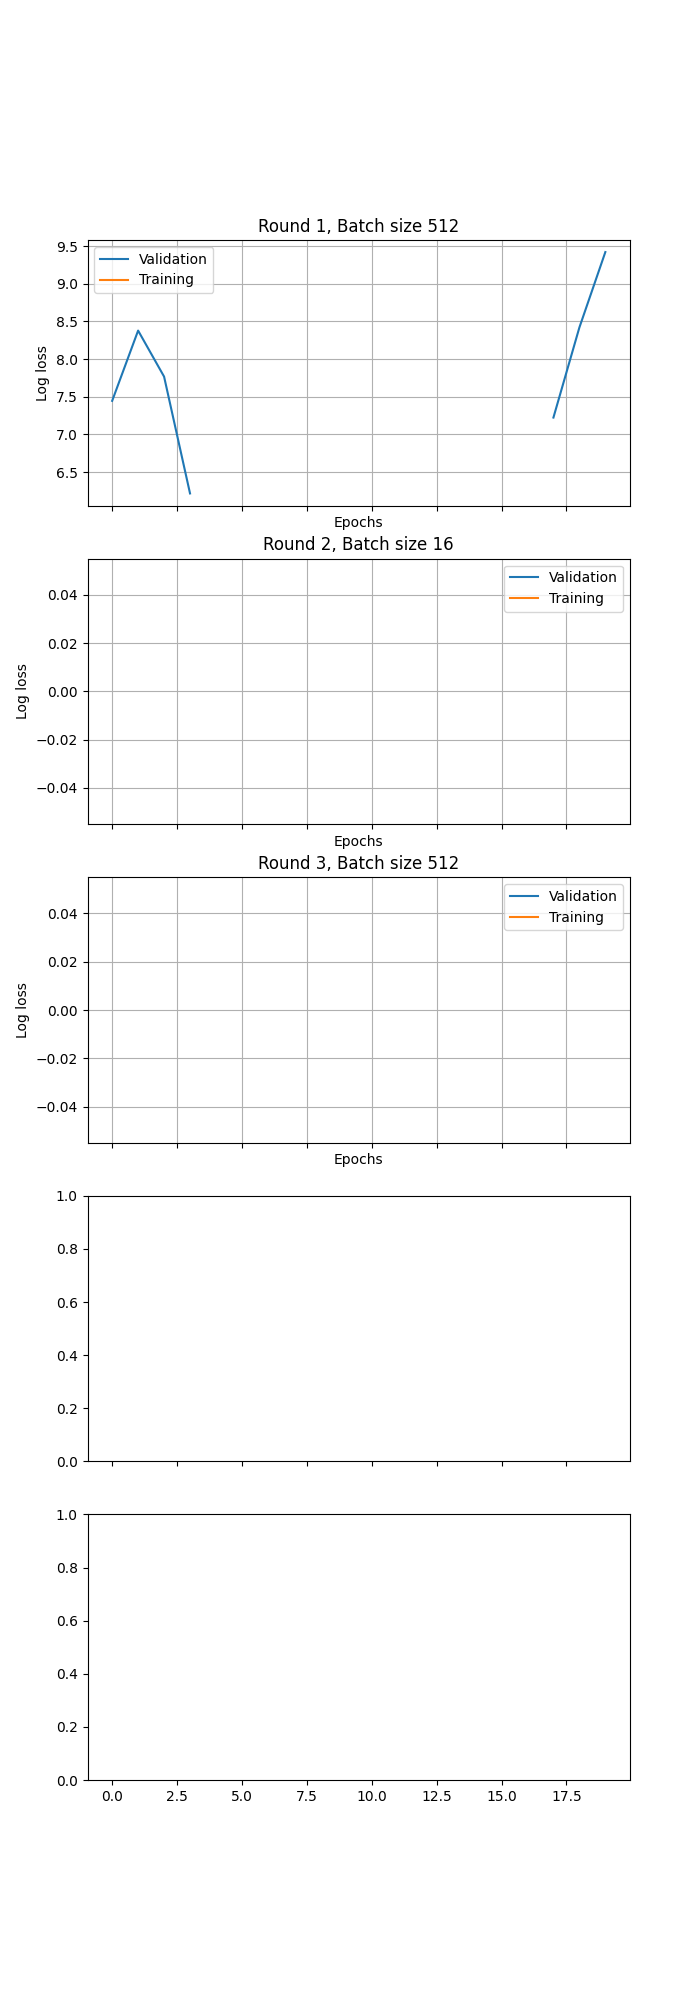 Round 1, Batch size 512
9.5
9.0
8.5
8.0
7.5
7.0
6.5
Log loss
Validation
Training
Epochs
Round 2, Batch size 16
0.04
0.02
0.00
−0.02
−0.04
Log loss
Validation
Training
Epochs
Round 3, Batch size 512
0.04
0.02
0.00
−0.02
−0.04
Log loss
Validation
Training
Epochs
1.0
0.8
0.6
0.4
0.2
0.0
1.0
0.8
0.6
0.4
0.2
0.0
0.0 2.5 5.0 7.5 10.0 12.5 15.0 17.5